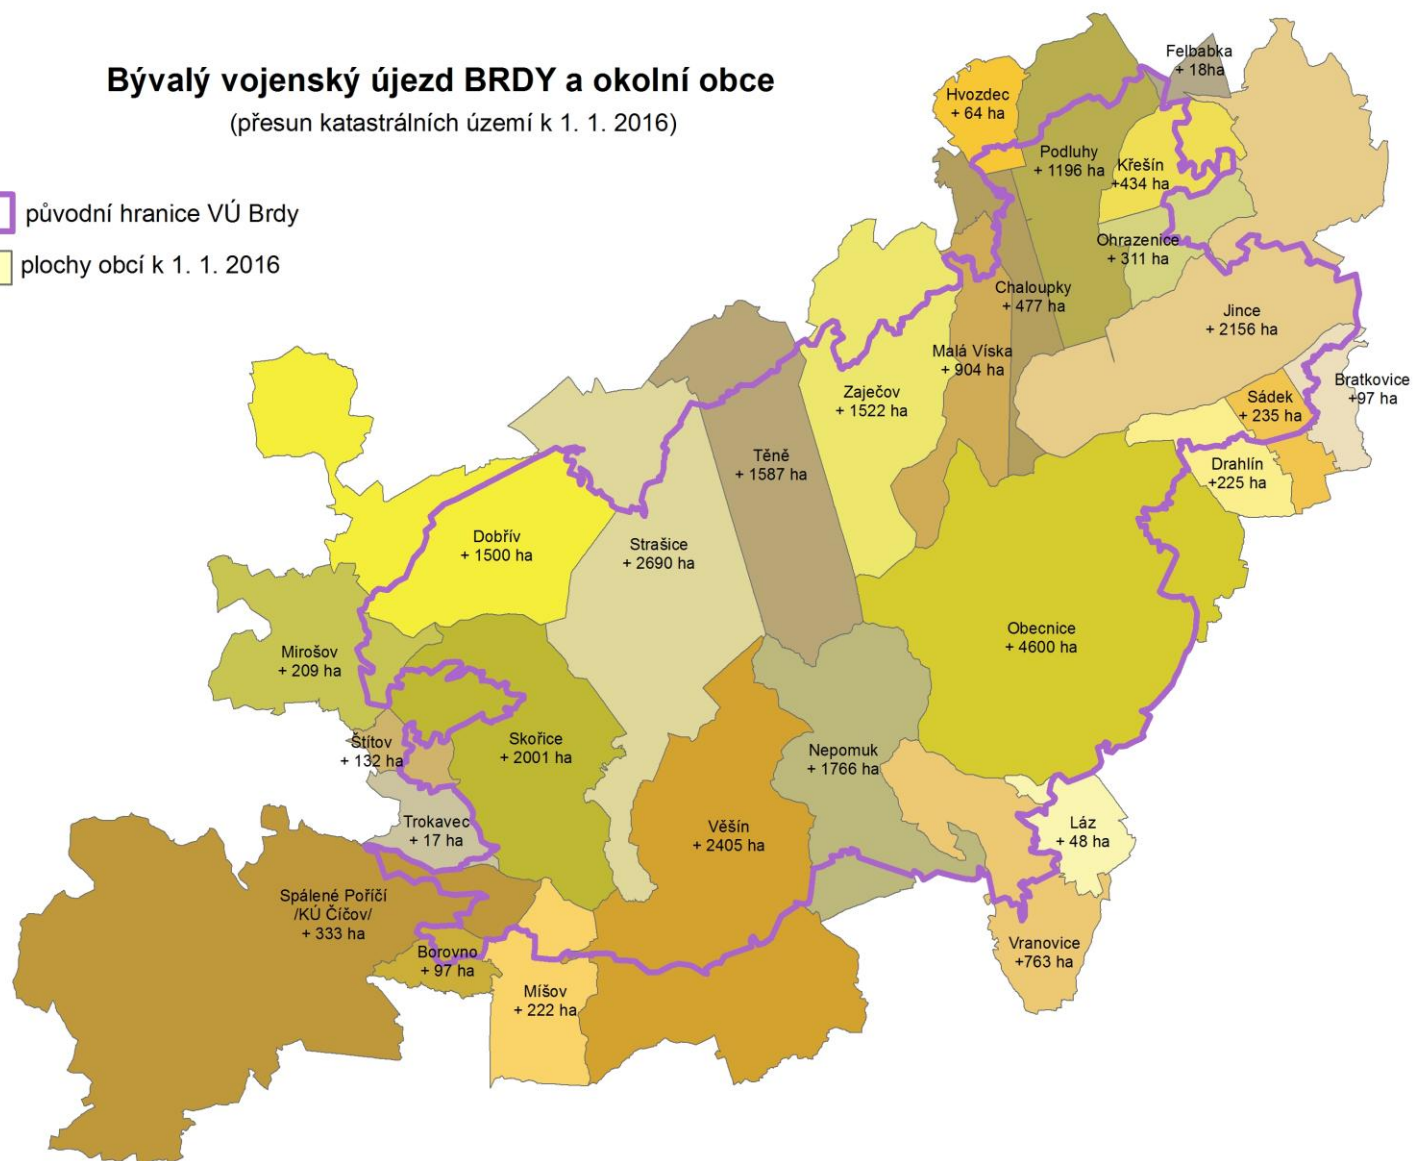 Bývalý vojenský újezd BRDY a okolní obce
(přesun katastrálních území k 1. 1. 2016)
původní hranice VÚ Brdy
plochy obcí k 1. 1. 2016
Felbabka
+ 18ha
Hvozdec
+ 64 ha
Podluhy
+ 1196 ha
Křešín
+434 ha
Ohrazenice
+ 311 ha
Chaloupky
+ 477 ha
Jince
+ 2156 ha
Malá Víska
+ 904 ha
Bratkovice
+97 ha
Zaječov
+ 1522 ha
Sádek
+ 235 ha
Těně
+ 1587 ha
Drahlín
+225 ha
Dobřív
+ 1500 ha
Strašice
+ 2690 ha
Obecnice
+ 4600 ha
Mirošov
+ 209 ha
Štítov
+ 132 ha
Skořice
+ 2001 ha
Nepomuk
+ 1766 ha
Trokavec
+ 17 ha
Věšín
+ 2405 ha
Láz
+ 48 ha
Spálené Poříčí
/KÚ Číčov/
+ 333 ha
Borovno
+ 97 ha
Vranovice
+763 ha
Míšov
+ 222 ha